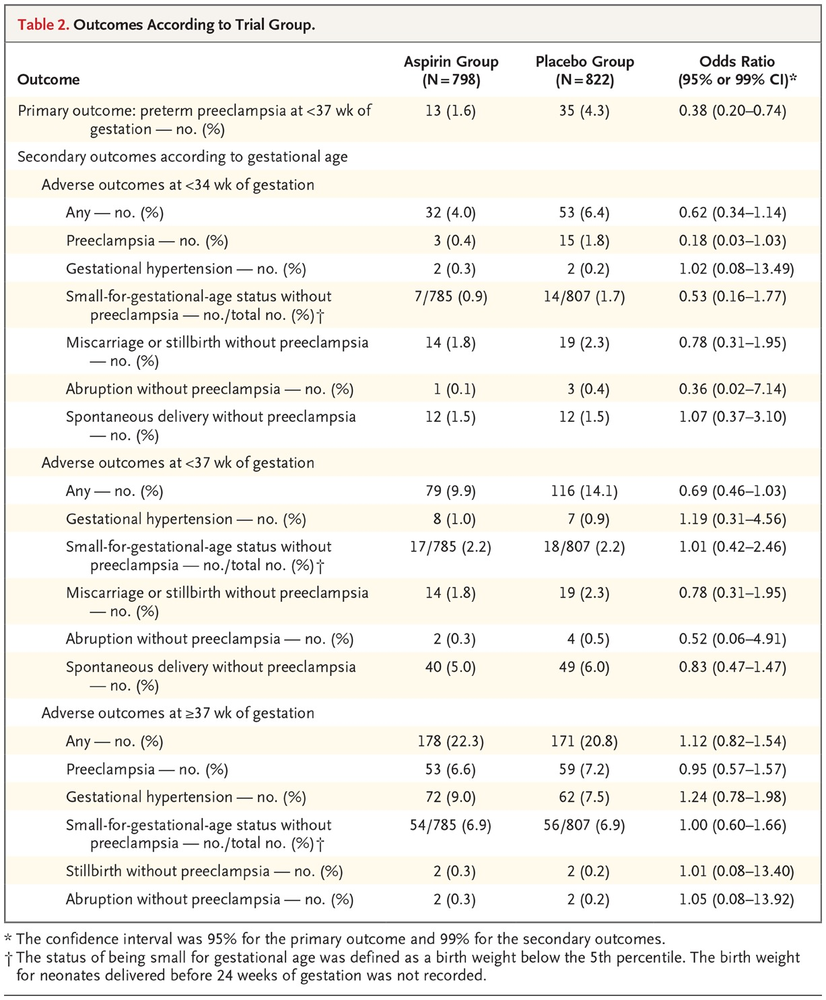 Table 2. Outcomes According to Trial Group.
Outcome
Aspirin Group
(N=798)
Placebo Group
(N=822)
Odds Ratio
(95% or 99% CI)*
Primary outcome: preterm preeclampsia at <37 wk of 13 (1.6) 35 (4.3) 0.38 (0.20–0.74)
gestation — no. (%)
Secondary outcomes according to gestational age
Adverse outcomes at <34 wk of gestation
Any — no. (%) 32 (4.0) 53 (6.4) 0.62 (0.34–1.14)
Preeclampsia — no. (%) 3 (0.4) 15 (1.8) 0.18 (0.03–1.03)
Gestational hypertension — no. (%) 2 (0.3) 2 (0.2) 1.02 (0.08–13.49)
Small-for-gestational-age status without 7/785 (0.9) 14/807 (1.7) 0.53 (0.16–1.77)
preeclampsia — no./total no. (%)†
Miscarriage or stillbirth without preeclampsia 14 (1.8) 19 (2.3) 0.78 (0.31–1.95)
— no. (%)
Abruption without preeclampsia — no. (%) 1 (0.1) 3 (0.4) 0.36 (0.02–7.14)
Spontaneous delivery without preeclampsia 12 (1.5) 12 (1.5) 1.07 (0.37–3.10)
— no. (%)
Adverse outcomes at <37 wk of gestation
Any — no. (%) 79 (9.9) 116 (14.1) 0.69 (0.46–1.03)
Gestational hypertension — no. (%) 8 (1.0) 7 (0.9) 1.19 (0.31–4.56)
Small-for-gestational-age status without 17/785 (2.2) 18/807 (2.2) 1.01 (0.42–2.46)
preeclampsia — no./total no. (%)†
Miscarriage or stillbirth without preeclampsia 14 (1.8) 19 (2.3) 0.78 (0.31–1.95)
— no. (%)
Abruption without preeclampsia — no. (%) 2 (0.3) 4 (0.5) 0.52 (0.06–4.91)
Spontaneous delivery without preeclampsia 40 (5.0) 49 (6.0) 0.83 (0.47–1.47)
— no. (%)
Adverse outcomes at ≥37 wk of gestation
Any — no. (%) 178 (22.3) 171 (20.8) 1.12 (0.82–1.54)
Preeclampsia — no. (%) 53 (6.6) 59 (7.2) 0.95 (0.57–1.57)
Gestational hypertension — no. (%) 72 (9.0) 62 (7.5) 1.24 (0.78–1.98)
Small-for-gestational-age status without 54/785 (6.9) 56/807 (6.9) 1.00 (0.60–1.66)
preeclampsia — no./total no. (%)†
Stillbirth without preeclampsia — no. (%) 2 (0.3) 2 (0.2) 1.01 (0.08–13.40)
Abruption without preeclampsia — no. (%) 2 (0.3) 2 (0.2) 1.05 (0.08–13.92)
* The confidence interval was 95% for the primary outcome and 99% for the secondary outcomes.
† The status of being small for gestational age was defined as a birth weight below the 5th percentile. The birth weight
for neonates delivered before 24 weeks of gestation was not recorded.